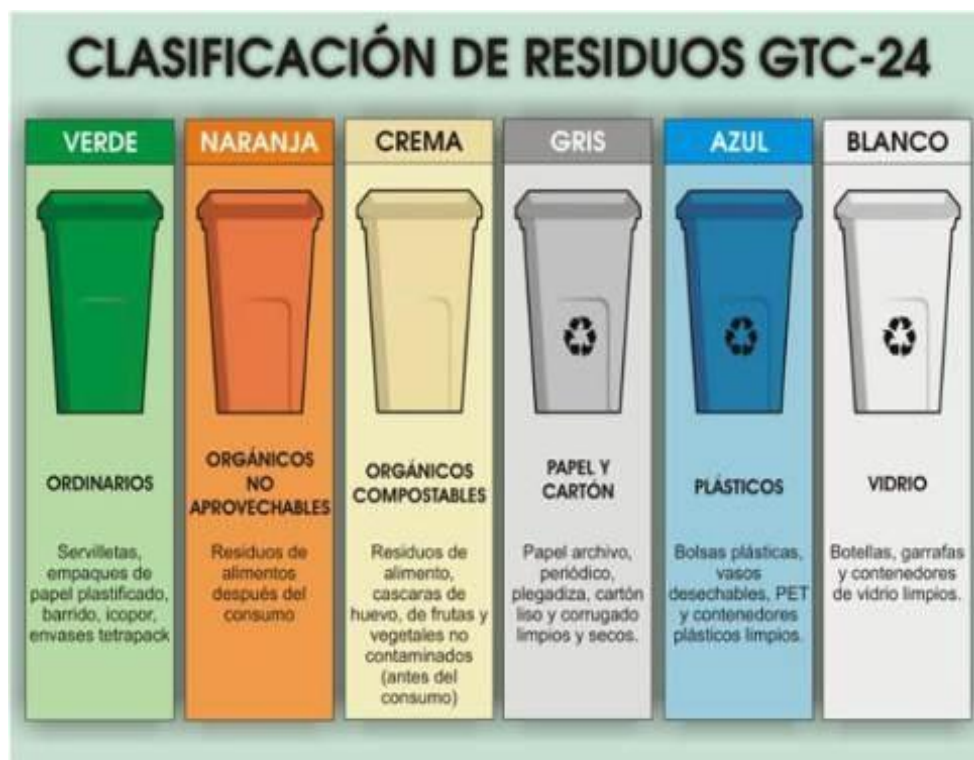 CLASIFICACIÓN DE RESIDUOS GTC-24
VERDE
ORDINARIOS
Servilletas,
empaques de
papel plastificado,
barrido, icopor,
envases tetrapack
NARANJA
ORGÁNICOS
NO
APROVECHABLES
Residuos de
alimentos
después del
consumo
CREMA
ORGÁNICOS
COMPOSTABLES
Residuos de
alimento,
cascaras de
huevo, de frutas y
vegetales no
contaminados
(antes del
consumo)
GRIS
PAPEL Y
CARTÓN
Papel archivo,
periódico,
plegadiza, cartón
liso y corrugado
limpios y secos.
AZUL
PLÁSTICOS
Bolsas plásticas,
vasos
desechables, PET
y contenedores
plásticos limpios.
BLANCO
VIDRIO
Botellas, garrafas
y contenedores
de vidrio limpios.